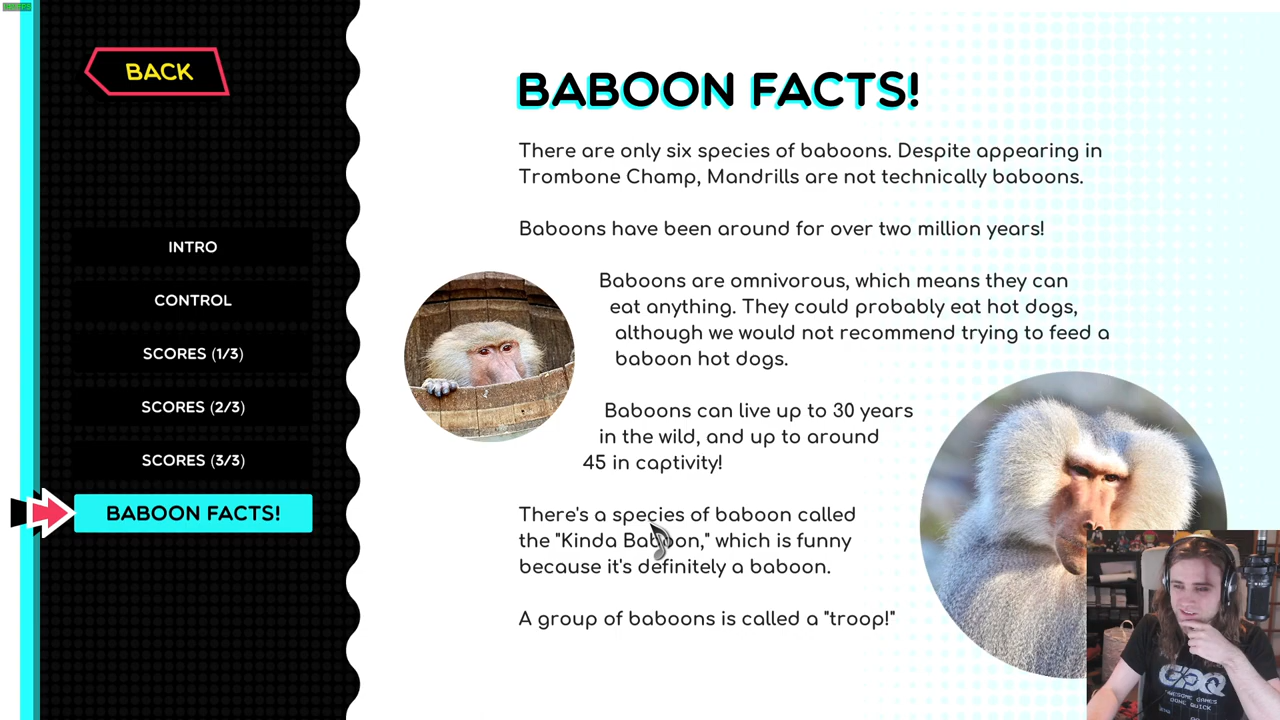 BACK
INTRO
CONTROL
SCORES (1/3)
SCORES (2/3)
SCORES (3/3)
BABOON FACTS!
BABOON FACTS!
There are only six species of baboons. Despite appearing in
Trombone Champ, Mandrills are not technically baboons.
Baboons have been around for over two million years!
Baboons are omnivorous, which means they can
eat anything. They could probably eat hot dogs,
although we would not recommend trying to feed a
baboon hot dogs.
Baboons can live up to 30 years
in the wild, and up to around
45 in captivity!
There's a species of baboon called
the "Kinda Baboon," which is funny
because it's definitely a baboon.
A group of baboons is called a "troop!"
GDQ
AWESOME GAMES
DONE QUICK